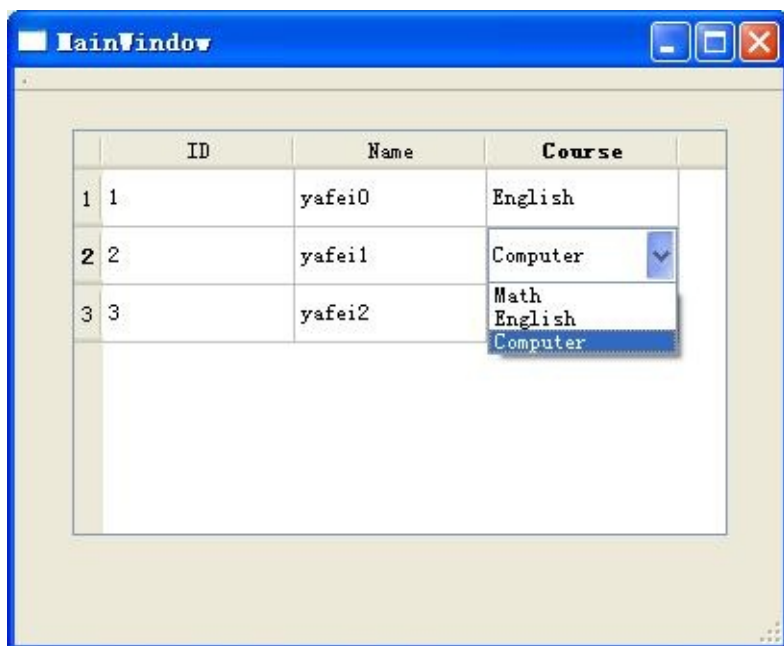 MainWindow
ID Name Course
1 1 yafei0 English
2 2 yafei1 Computer
Math
3 3 yafei2 English
Computer